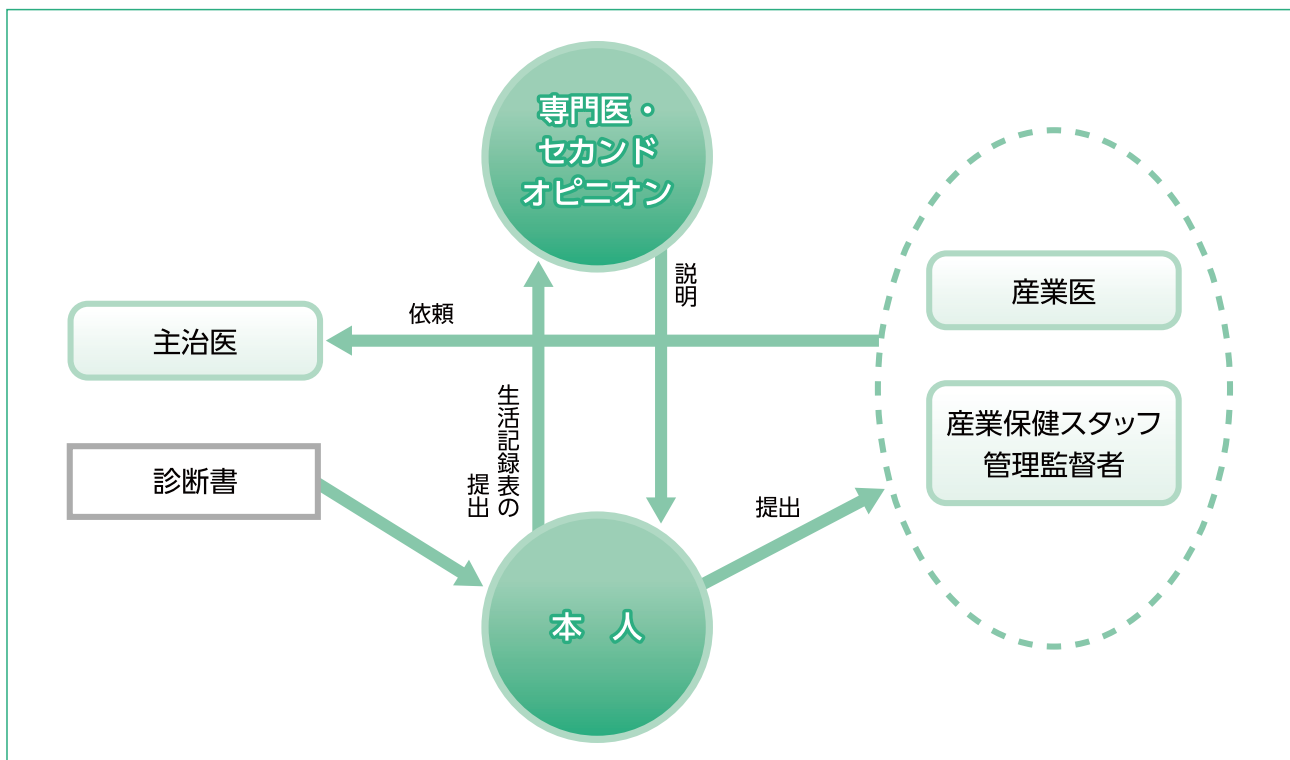 専門医・
セカンド
オピニオン
説明
依頼
主治医
産業医
生活記録表の
提出
産業保健スタッフ
管理監督者
診断書
提出
本　人